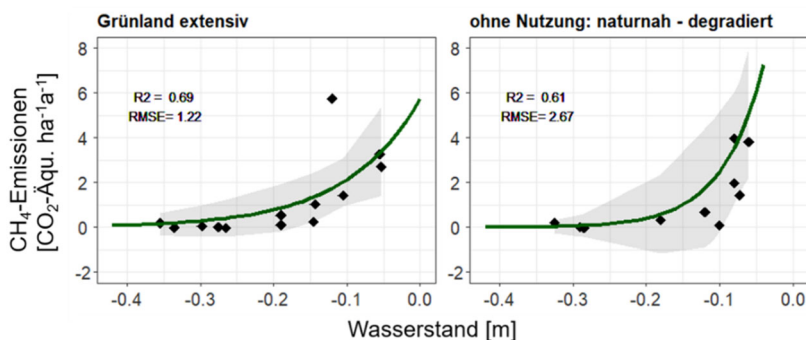 Grünland extensiv
ohne Nutzung: naturnah - degradiert
CH₄-Emissionen
[CO₂-Äqu. ha⁻¹a⁻¹]
8
6
4
2
0
-2
R2 = 0.69
RMSE= 1.22
-0.4
-0.3
-0.2
-0.1
0.0
8
6
4
2
0
-2
R2 = 0.61
RMSE= 2.67
-0.4
-0.3
-0.2
-0.1
0.0
Wasserstand [m]